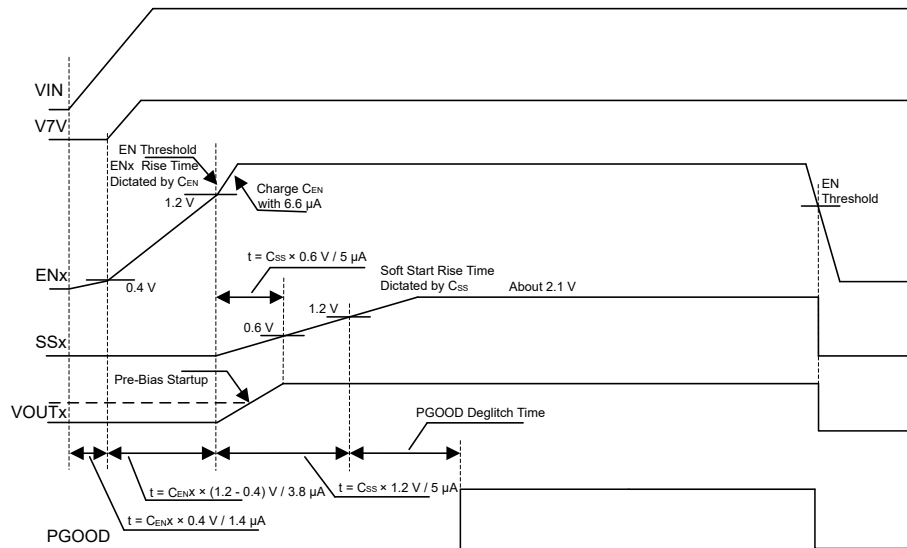 VIN
V7V
EN Threshold
ENx Rise Time
Dictated by CEN
1.2 V
Charge CEN
with 6.6 µA
EN
Threshold
ENx
0.4 V
t = CSS × 0.6 V / 5 µA
Soft Start Rise Time
Dictated by CSS
About 2.1 V
1.2 V
0.6 V
SSx
Pre-Bias Startup
VOUTx
PGOOD Deglitch Time
t = CENx × (1.2 - 0.4) V / 3.8 µA
t = CSS × 1.2 V / 5 µA
t = CENx × 0.4 V / 1.4 µA
PGOOD